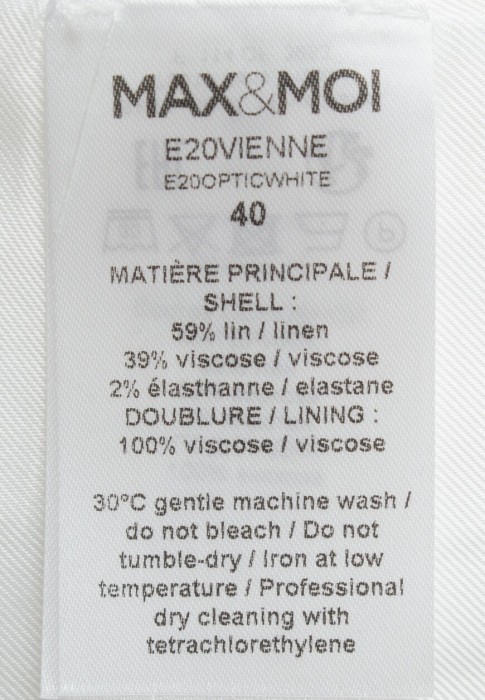 MAX&MOI
E20VIENNE
E20OPTICWHITE
40
MATIÈRE PRINCIPALE /
SHELL :
59% lin / linen
39% viscose / viscose
2% élasthanne / elastane
DOUBLURE / LINING :
100% viscose / viscose
30°C gentle machine wash /
do not bleach / Do not
tumble-dry / Iron at low
temperature / Professional
dry cleaning with
tetrachlorethylene